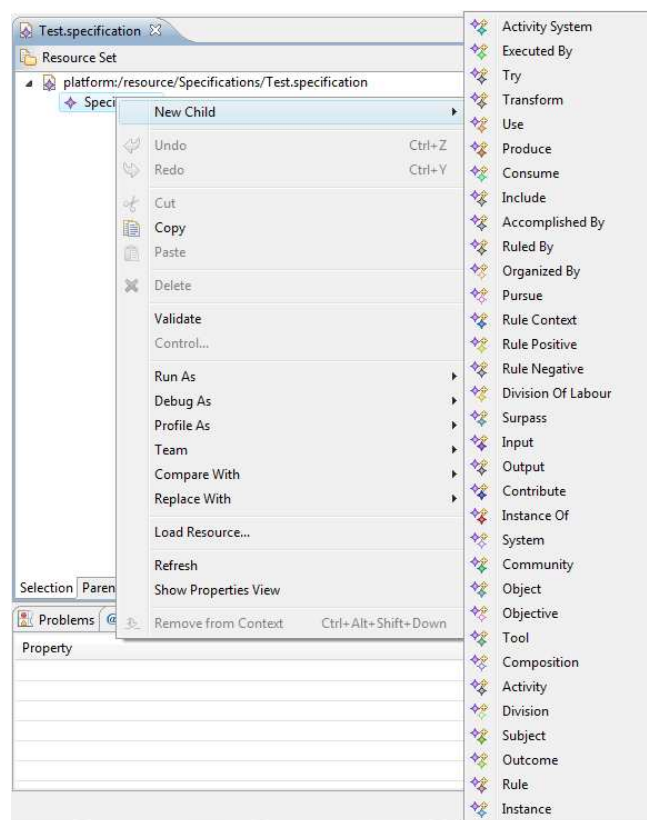 Test.specification
Resource Set
platform:/resource/Specifications/Test.specification
New Child
Undo Ctrl+Z
Redo Ctrl+Y
Cut
Copy
Paste
Delete
Validate
Control...
Run As
Debug As
Profile As
Team
Compare With
Replace With
Load Resource...
Refresh
Show Properties View
Remove from Context Ctrl+Alt+Shift+Down
Selection
Problems @
Property
Activity System
Executed By
Try
Transform
Use
Produce
Consume
Include
Accomplished By
Ruled By
Organized By
Pursue
Rule Context
Rule Positive
Rule Negative
Division Of Labour
Surpass
Input
Output
Contribute
Instance Of
System
Community
Object
Objective
Tool
Composition
Activity
Division
Subject
Outcome
Rule
Instance